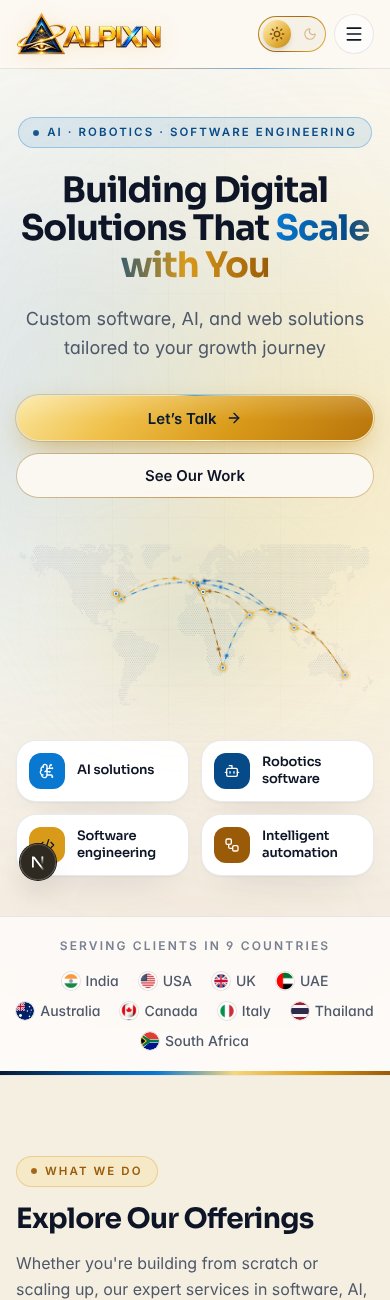 ALPIXN
AI · ROBOTICS · SOFTWARE ENGINEERING
Building Digital
Solutions That Scale
with You
Custom software, AI, and web solutions
tailored to your growth journey
Let's Talk →
See Our Work
AI solutions
Robotics
software
Software
engineering
Intelligent
automation
N
SERVING CLIENTS IN 9 COUNTRIES
India USA UK UAE
Australia Canada Italy Thailand
South Africa
WHAT WE DO
Explore Our Offerings
Whether you're building from scratch or
scaling up, our expert services in software, AI,